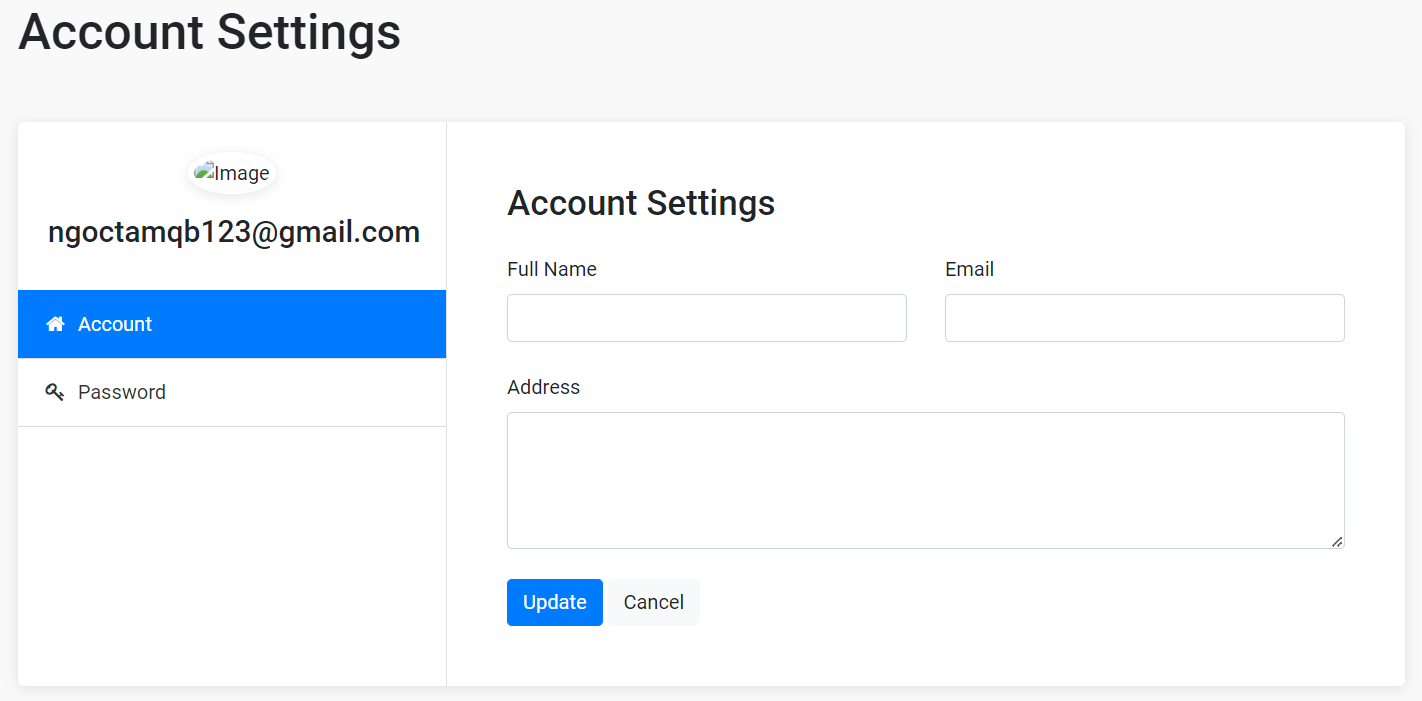 Account Settings
Image
ngoctamqb123@gmail.com
Account
Password
Account Settings
Full Name
Email
Address
Update
Cancel